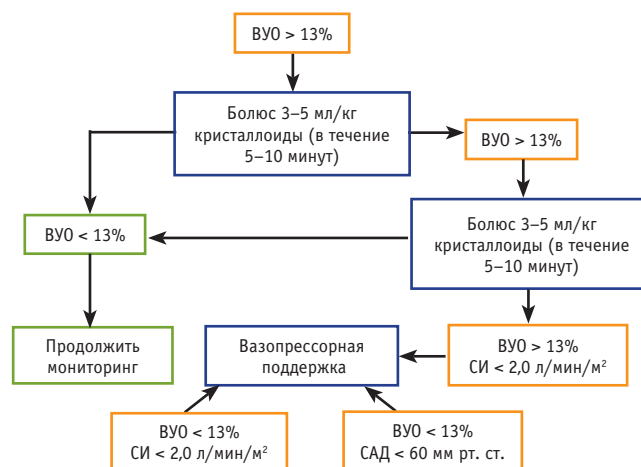 ВУО > 13%
Болюс 3–5 мл/кг
кристаллоиды (в течение
5–10 минут)
ВУО > 13%
Болюс 3–5 мл/кг
кристаллоиды (в течение
5–10 минут)
ВУО < 13%
Продолжить
мониторинг
Вазопрессорная
поддержка
ВУО > 13%
СИ < 2,0 л/мин/м²
ВУО < 13%
СИ < 2,0 л/мин/м²
ВУО < 13%
САД < 60 мм рт. ст.